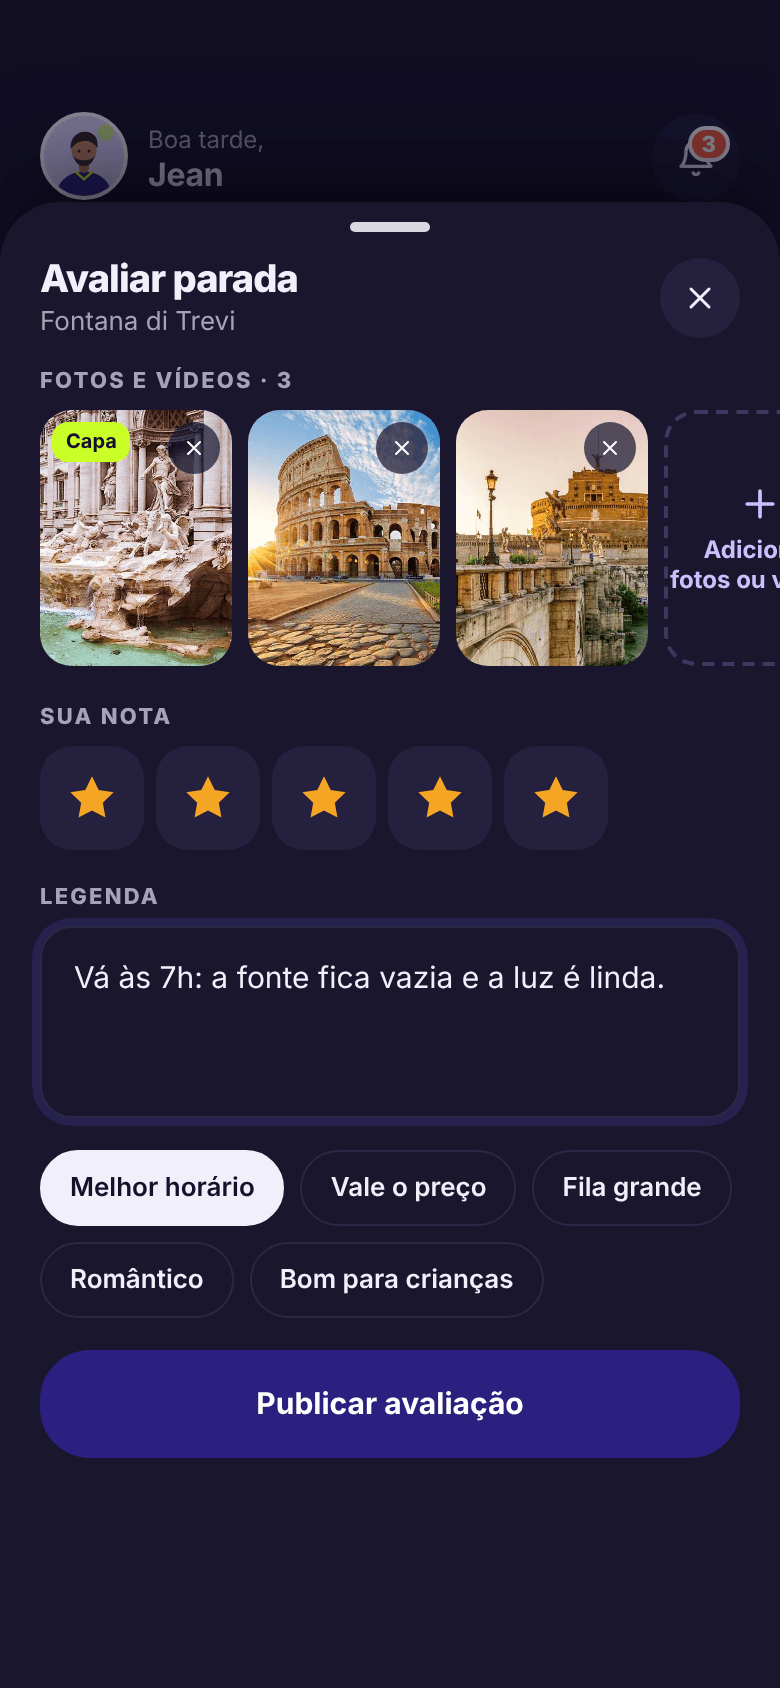 Boa tarde,
Jean
3
Avaliar parada
Fontana di Trevi
FOTOS E VÍDEOS · 3
Capa
fotos ou
SUA NOTA
LEGENDA
Vá às 7h: a fonte fica vazia e a luz é linda.
Melhor horário
Vale o preço
Fila grande
Romântico
Bom para crianças
Publicar avaliação